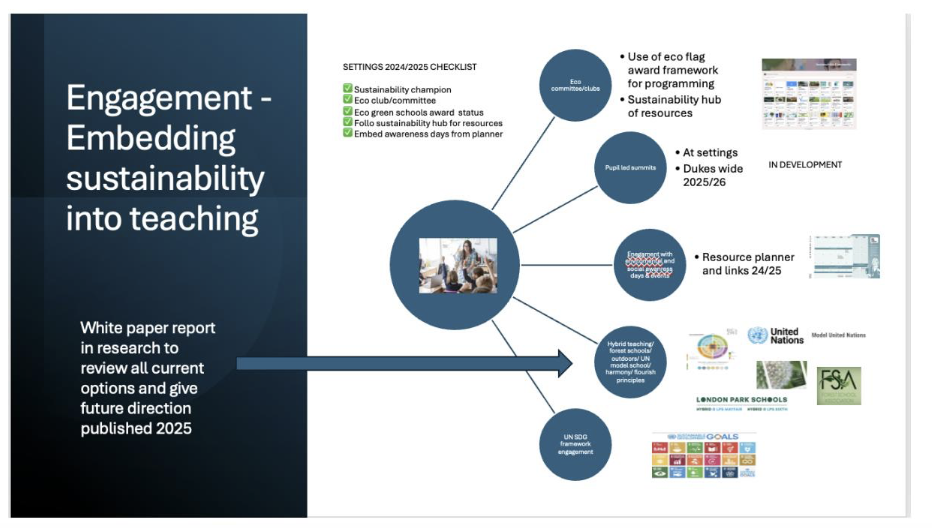 Engagement -
Embedding
sustainability
into teaching
White paper report
in research to
review all current
options and give
future direction
published 2025
SETTINGS 2024/2025 CHECKLIST
✅ Sustainability champion
✅ Eco club/committee
✅ Eco green schools award status
✅ Follo sustainability hub for resources
✅ Embed awareness days from planner
Eco
committee/clubs
• Use of eco flag
award framework
for programming
• Sustainability hub
of resources
Pupil led summits
• At settings
• Dukes wide
2025/26
IN DEVELOPMENT
with
and
social
days & events
• Resource planner
and links 24/25
Hybrid teaching/
forest schools/
outdoors/ UN
model school/
harmony/ flourish
principles
United
Nations
Model United Nations
FSA
LONDON PARK SCHOOLS
UN SDG
framework
engagement
GOALS